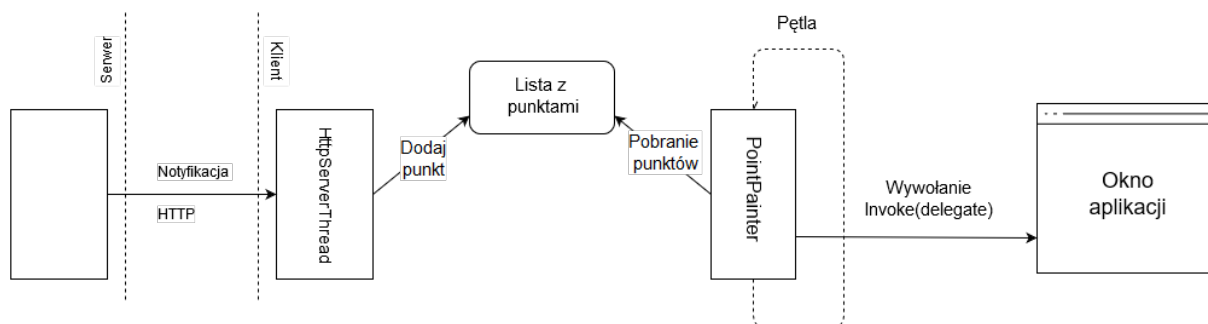 Serwer
Klient
Notyfikacja
HTTP
HttpServerThread
Dodaj
punkt
Lista z
punktami
Pobranie
punktów
Pętla
PointPainter
Wywołanie
Invoke(delegate)
Okno
aplikacji